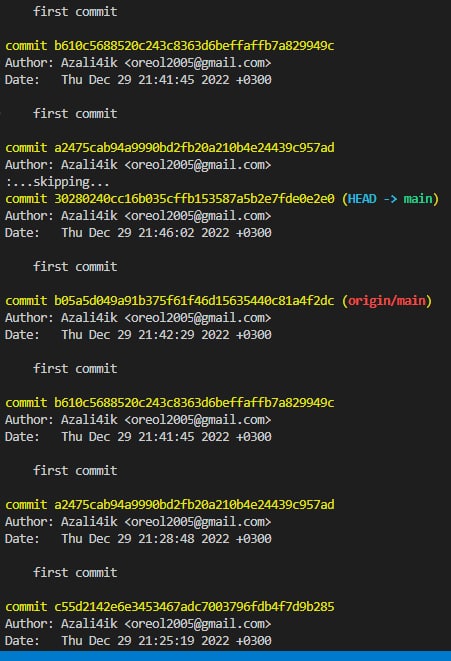 first commit
commit b610c5688520c243c8363d6beffaffb7a829949c
Author: Azali4ik <oreol2005@gmail.com>
Date:   Thu Dec 29 21:41:45 2022 +0300
first commit
commit a2475cab94a9990bd2fb20a210b4e24439c957ad
Author: Azali4ik <oreol2005@gmail.com>
:...skipping...
commit 30280240cc16b035cffb153587a5b2e7fde0e2e0 (HEAD -> main)
Author: Azali4ik <oreol2005@gmail.com>
Date:   Thu Dec 29 21:46:02 2022 +0300
first commit
commit b05a5d049a91b375f61f46d15635440c81a4f2dc (origin/main)
Author: Azali4ik <oreol2005@gmail.com>
Date:   Thu Dec 29 21:42:29 2022 +0300
first commit
commit b610c5688520c243c8363d6beffaffb7a829949c
Author: Azali4ik <oreol2005@gmail.com>
Date:   Thu Dec 29 21:41:45 2022 +0300
first commit
commit a2475cab94a9990bd2fb20a210b4e24439c957ad
Author: Azali4ik <oreol2005@gmail.com>
Date:   Thu Dec 29 21:28:48 2022 +0300
first commit
commit c55d2142e6e3453467adc7003796fdb4f7d9b285
Author: Azali4ik <oreol2005@gmail.com>
Date:   Thu Dec 29 21:25:19 2022 +0300